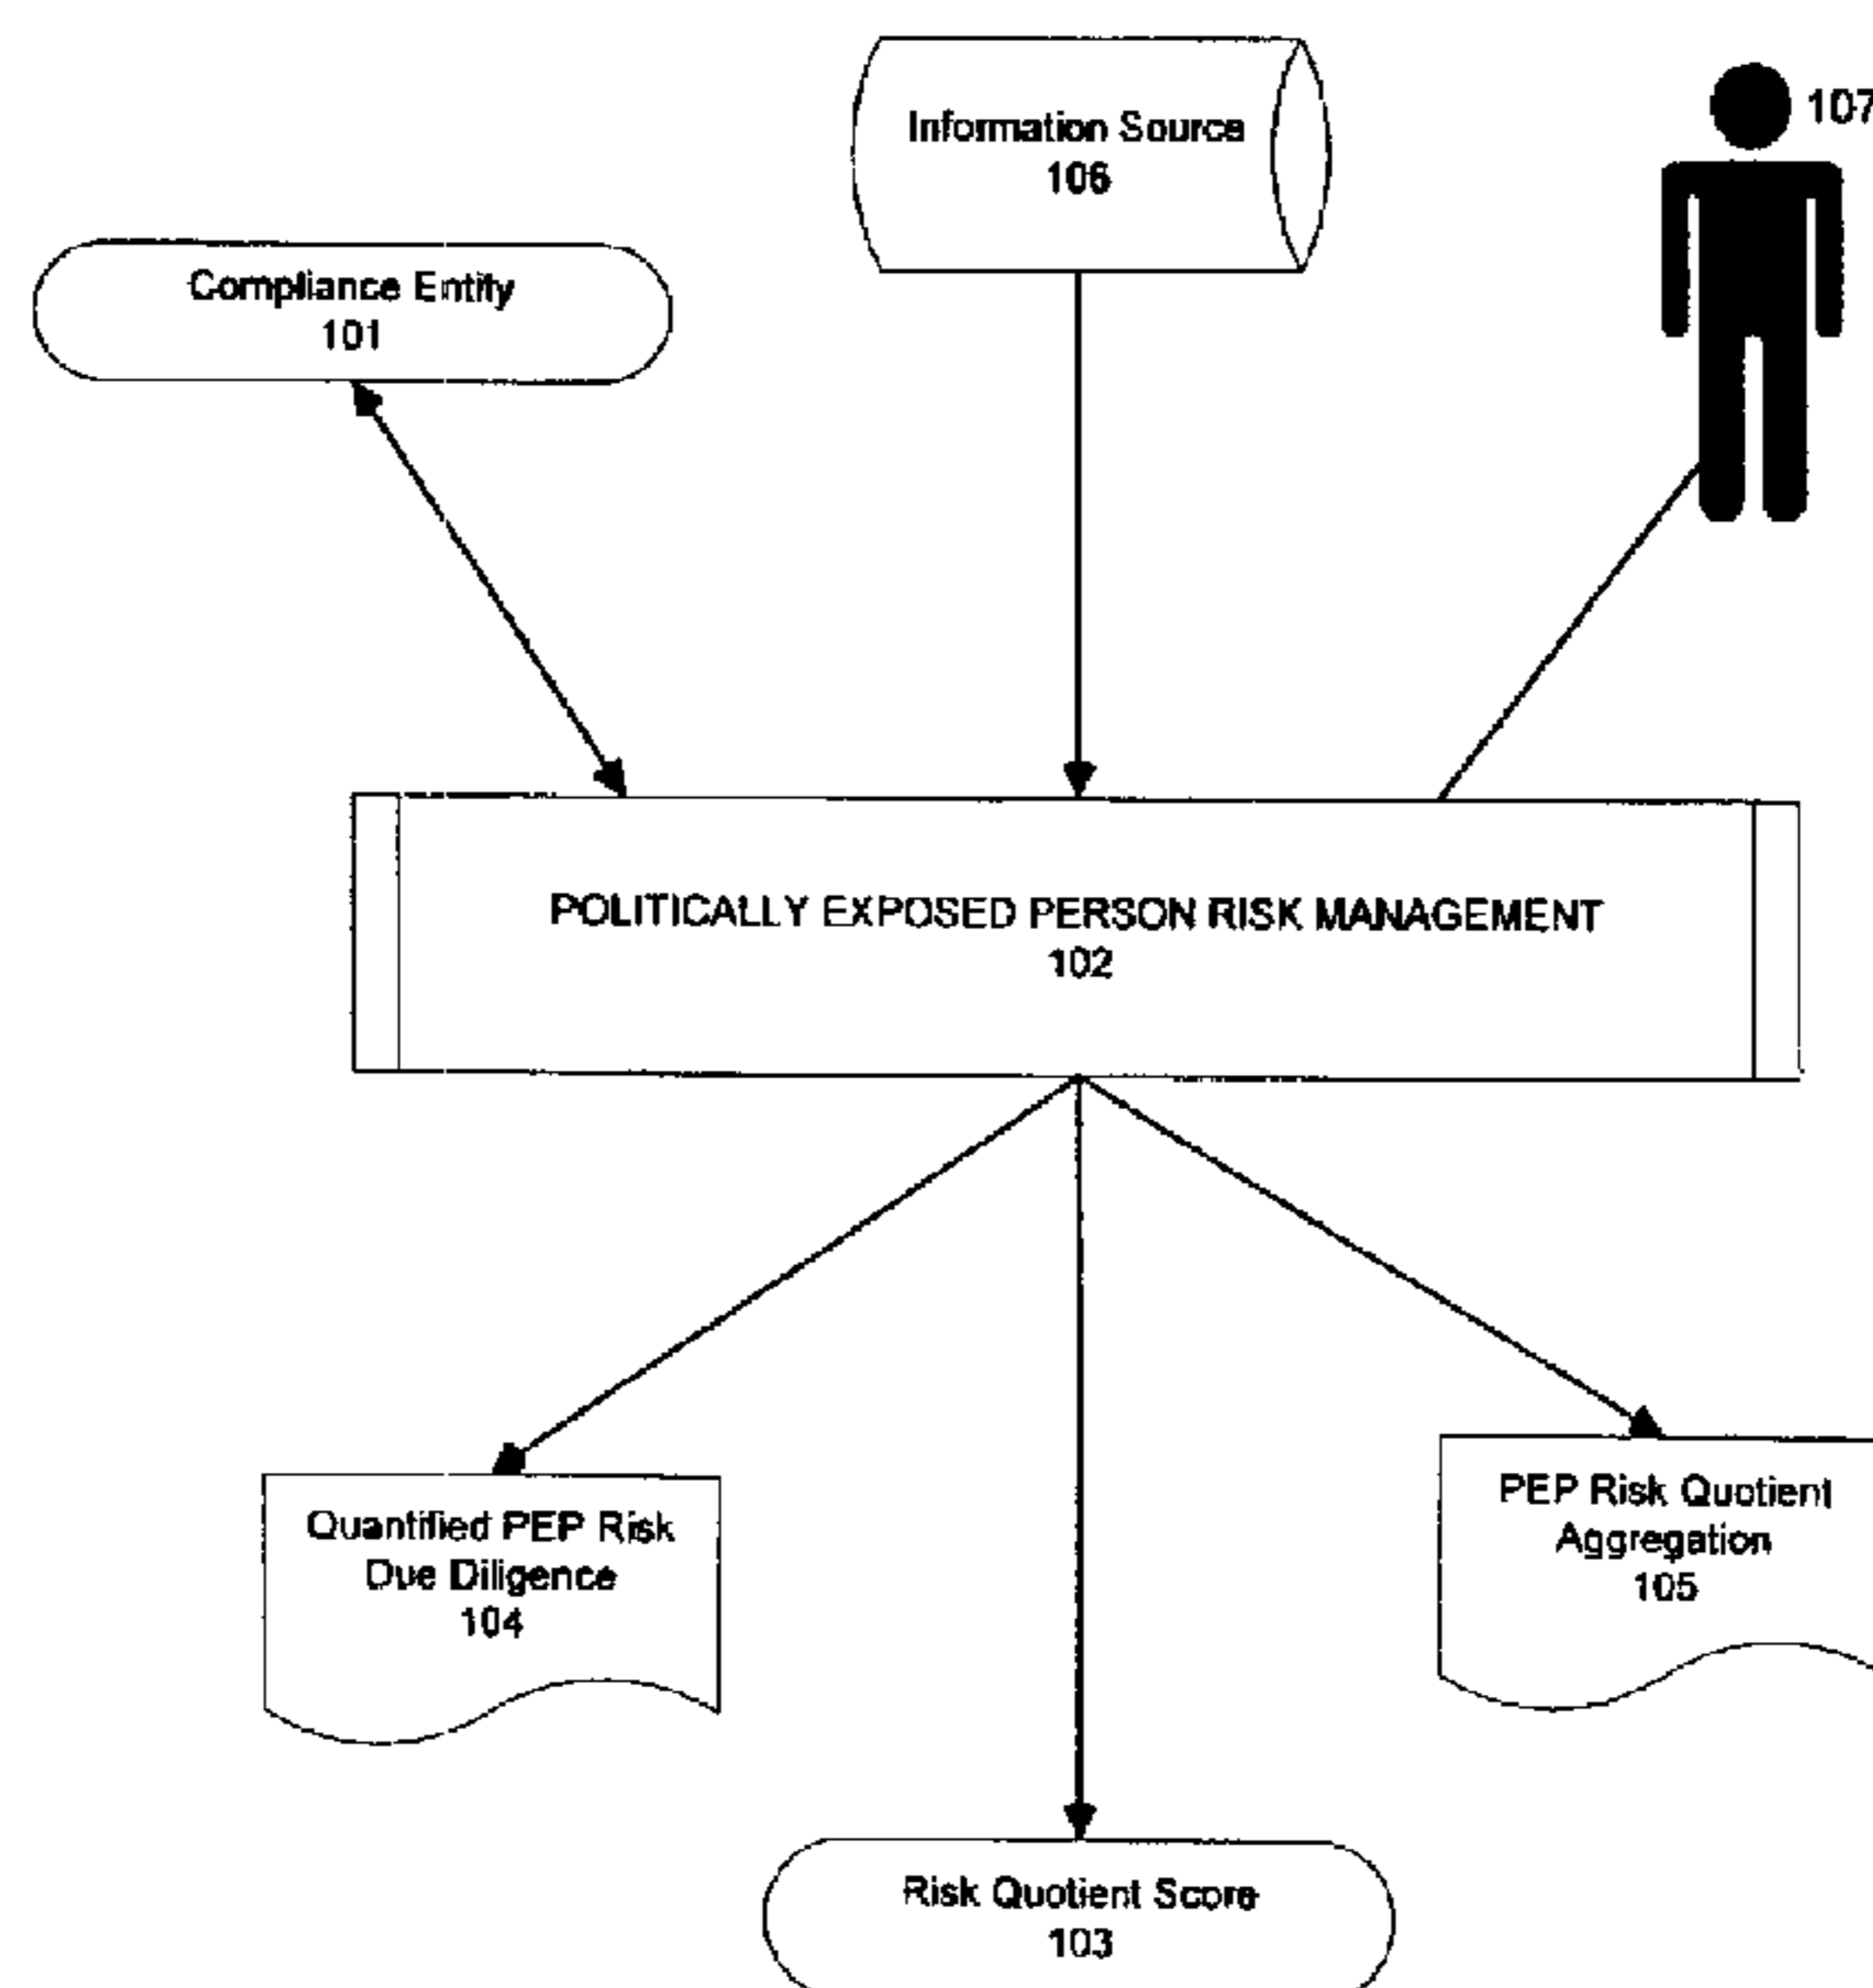 Information Source
106
107
Compliance Entity
101
POLITICALLY EXPOSED PERSON RISK MANAGEMENT
102
Quantified PEP Risk
Due Diligence
104
PEP Risk Quotient
Aggregation
105
Risk Quotient Score
103